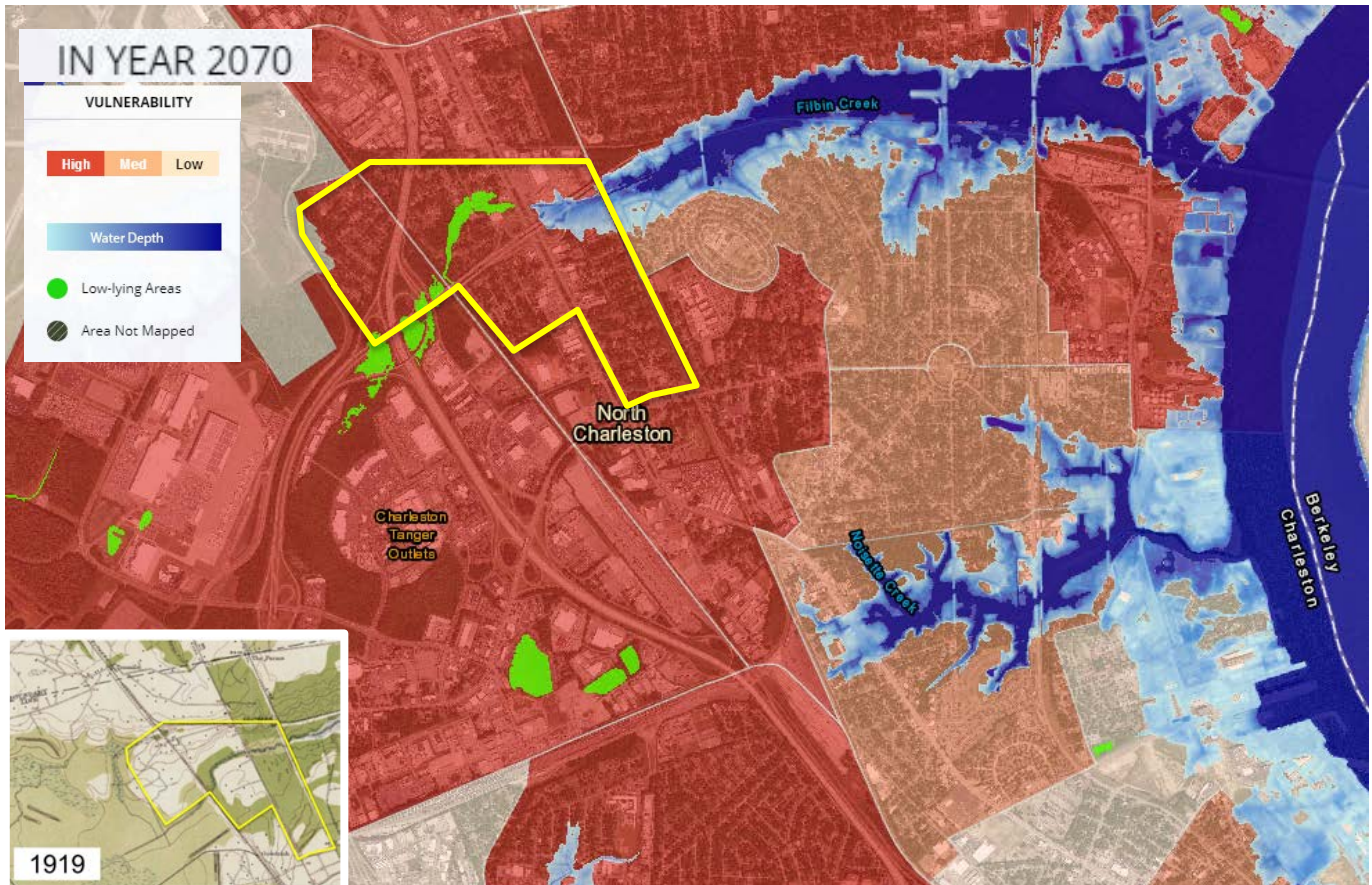 IN YEAR 2070
VULNERABILITY
High Med Low
Water Depth
Low-lying Areas
Area Not Mapped
Filbin Creek
North
Charleston
Charleston
Tanger
Outlets
Noisette Creek
Berkeley
Charleston
1919